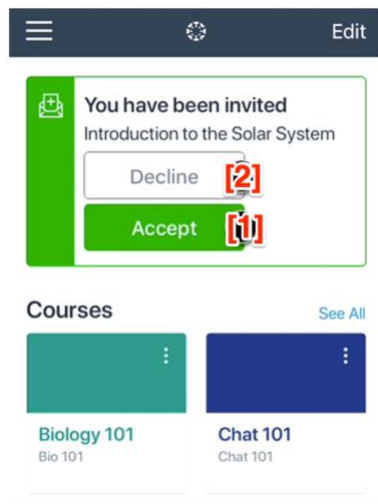 Edit
You have been invited
Introduction to the Solar System
Decline [2]
Accept [1]
Courses
See All
Biology 101
Bio 101
Chat 101
Chat 101